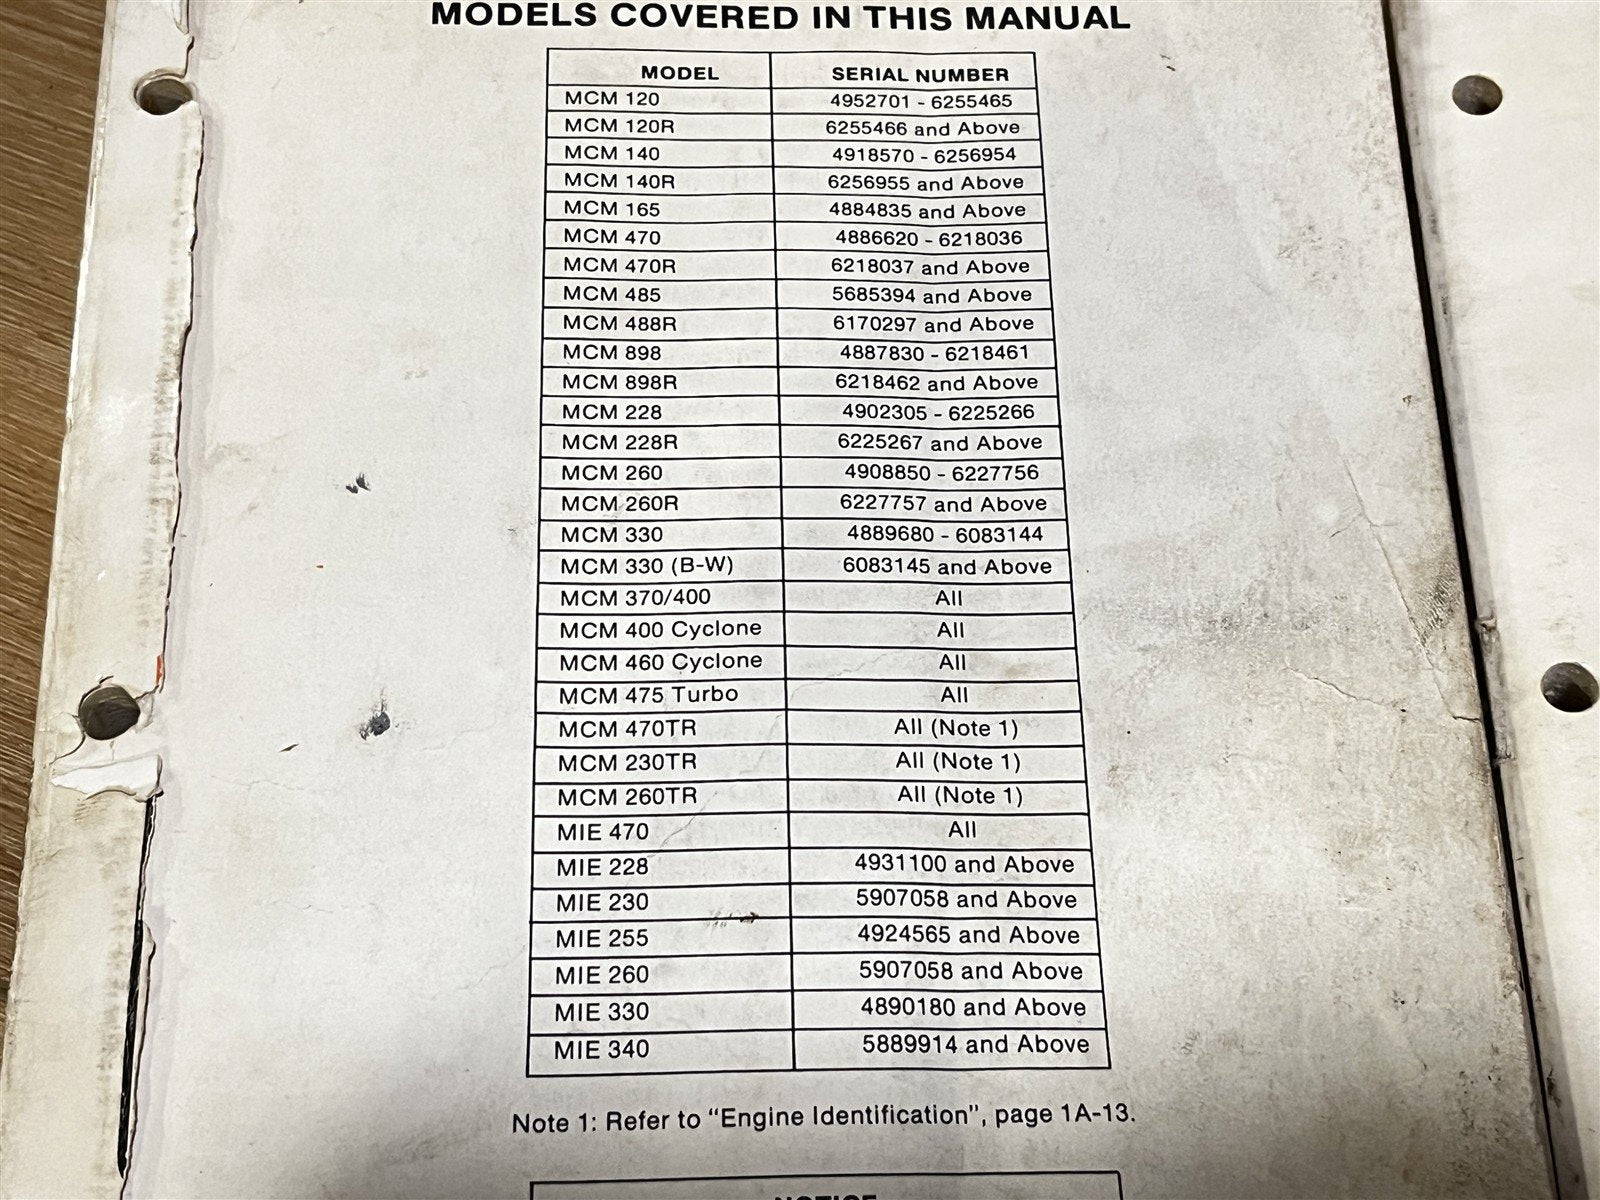 MODELS COVERED IN THIS MANUAL
MODEL SERIAL NUMBER
MCM 120 4952701 - 6255465
MCM 120R 6255466 and Above
MCM 140 4918570 - 6256954
MCM 140R 6256955 and Above
MCM 165 4884835 and Above
MCM 470 4886620 - 6218036
MCM 470R 6218037 and Above
MCM 485 5685394 and Above
MCM 488R 6170297 and Above
MCM 898 4887830 - 6218461
MCM 898R 6218462 and Above
MCM 228 4902305 - 6225266
MCM 228R 6225267 and Above
MCM 260 4908850 - 6227756
MCM 260R 6227757 and Above
MCM 330 4889680 - 6083144
MCM 330 (B-W) 6083145 and Above
MCM 370/400 All
MCM 400 Cyclone All
MCM 460 Cyclone All
MCM 475 Turbo All
MCM 470TR All (Note 1)
MCM 230TR All (Note 1)
MCM 260TR All (Note 1)
MIE 470 All
MIE 228 4931100 and Above
MIE 230 5907058 and Above
MIE 255 4924565 and Above
MIE 260 5907058 and Above
MIE 330 4890180 and Above
MIE 340 5889914 and Above
Note 1: Refer to "Engine Identification", page 1A-13.
NOTICE